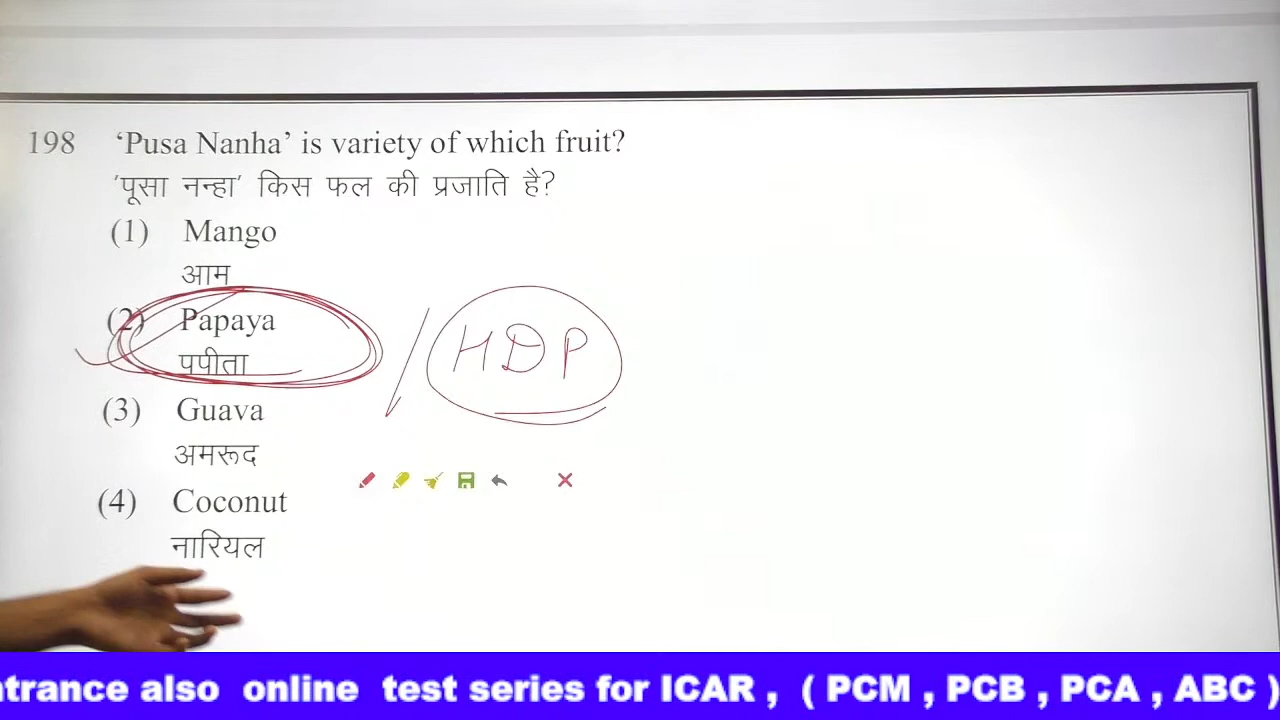 198 'Pusa Nanha' is variety of which fruit?
'पूसा नन्हा' किस फल की प्रजाति है?
(1) Mango
आम
(2) Papaya
पपीता
HDP
(3) Guava
अमरूद
(4) Coconut
नारियल
ntrance also online test series for ICAR , ( PCM , PCB , PCA , ABC )